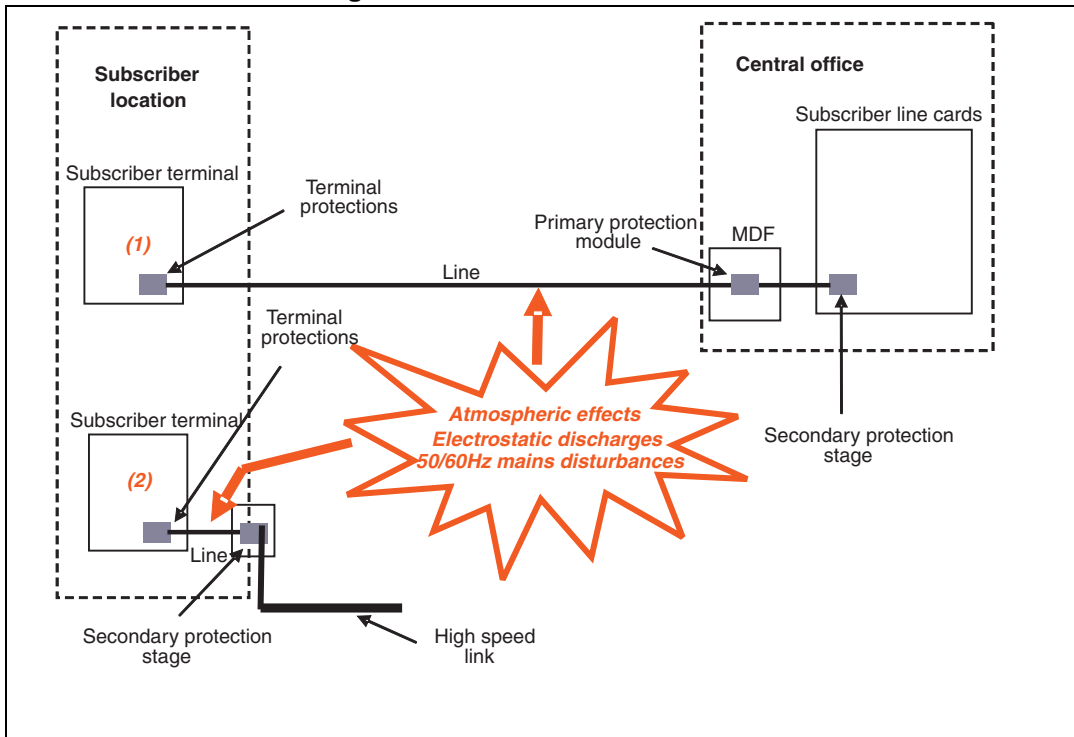 Subscriber
location
Central office
Subscriber line cards
Subscriber terminal
Terminal
protections
Primary protection
module
MDF
(1)
Line
Terminal
protections
Subscriber terminal
Atmospheric effects
Electrostatic discharges
50/60Hz mains disturbances
Secondary protection
stage
(2)
Line
Secondary protection
stage
High speed
link